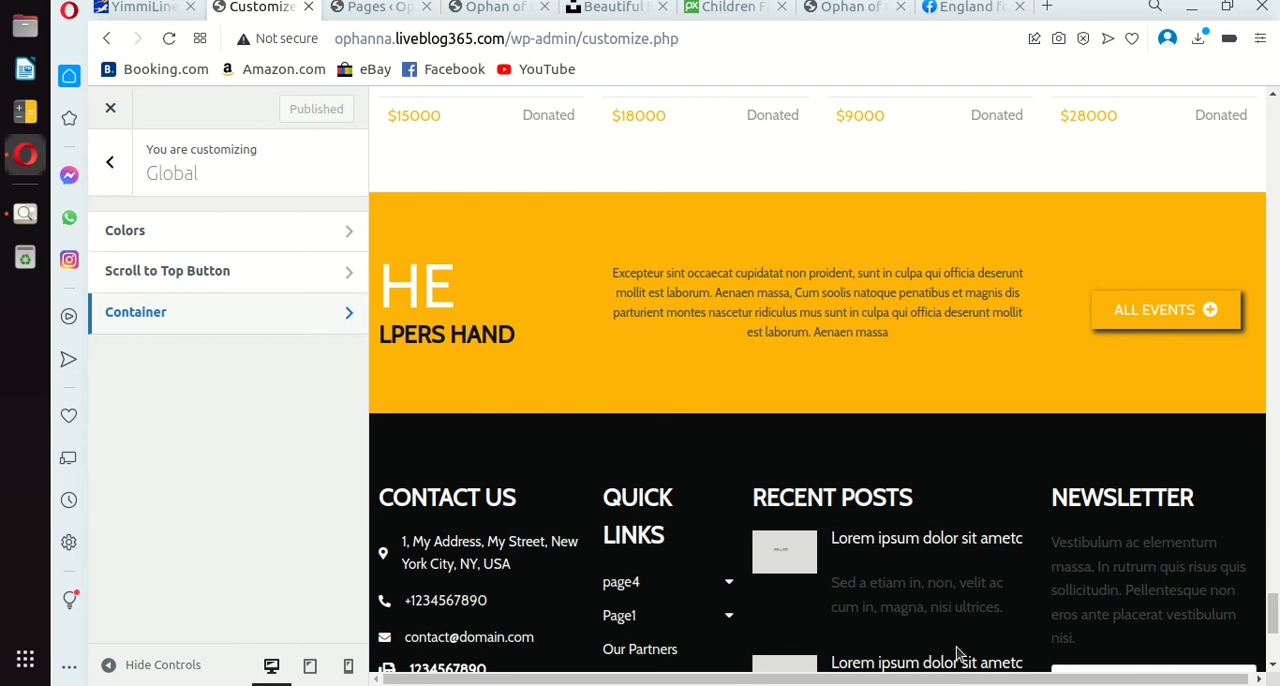 YimmiLine
Customize
Pages ‹ Op
Ophan of
Beautiful
Children F
Ophan of
England fo
Not secure
ophanna.liveblog365.com/wp-admin/customize.php
Booking.com
Amazon.com
eBay
Facebook
YouTube
Published
You are customizing
Global
Colors
Scroll to Top Button
Container
Hide Controls
$15000 Donated
$18000 Donated
$9000 Donated
$28000 Donated
HE
LPERS HAND
Excepteur sint occaecat cupidatat non proident, sunt in culpa qui officia deserunt
mollit est laborum. Aenaen massa, Cum soolis natoque penatibus et magnis dis
parturient montes nascetur ridiculus mus sunt in culpa qui officia deserunt mollit
est laborum. Aenaen massa
ALL EVENTS
CONTACT US
1, My Address, My Street, New
York City, NY, USA
+1234567890
contact@domain.com
1234567890
QUICK
LINKS
page4
Page1
Our Partners
RECENT POSTS
Lorem ipsum dolor sit ametc
Sed a etiam in, non, velit ac
cum in, magna, nisi ultrices.
Lorem ipsum dolor sit ametc
NEWSLETTER
Vestibulum ac elementum
massa. In rutrum quis risus quis
sollicitudin. Pellentesque non
eros ante placerat vestibulum
nisi.